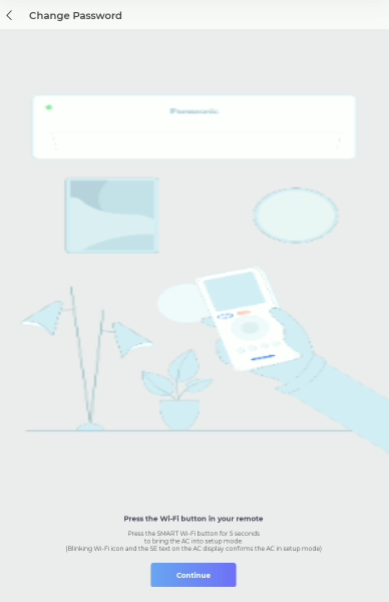 Change Password
Panasonic
Press the Wi-Fi button in your remote
Press the SMART Wi-Fi button for 5 seconds
to bring the AC into setup mode
(Blinking Wi-Fi icon and the SE text on the AC display confirms the AC in setup mode)
Continue